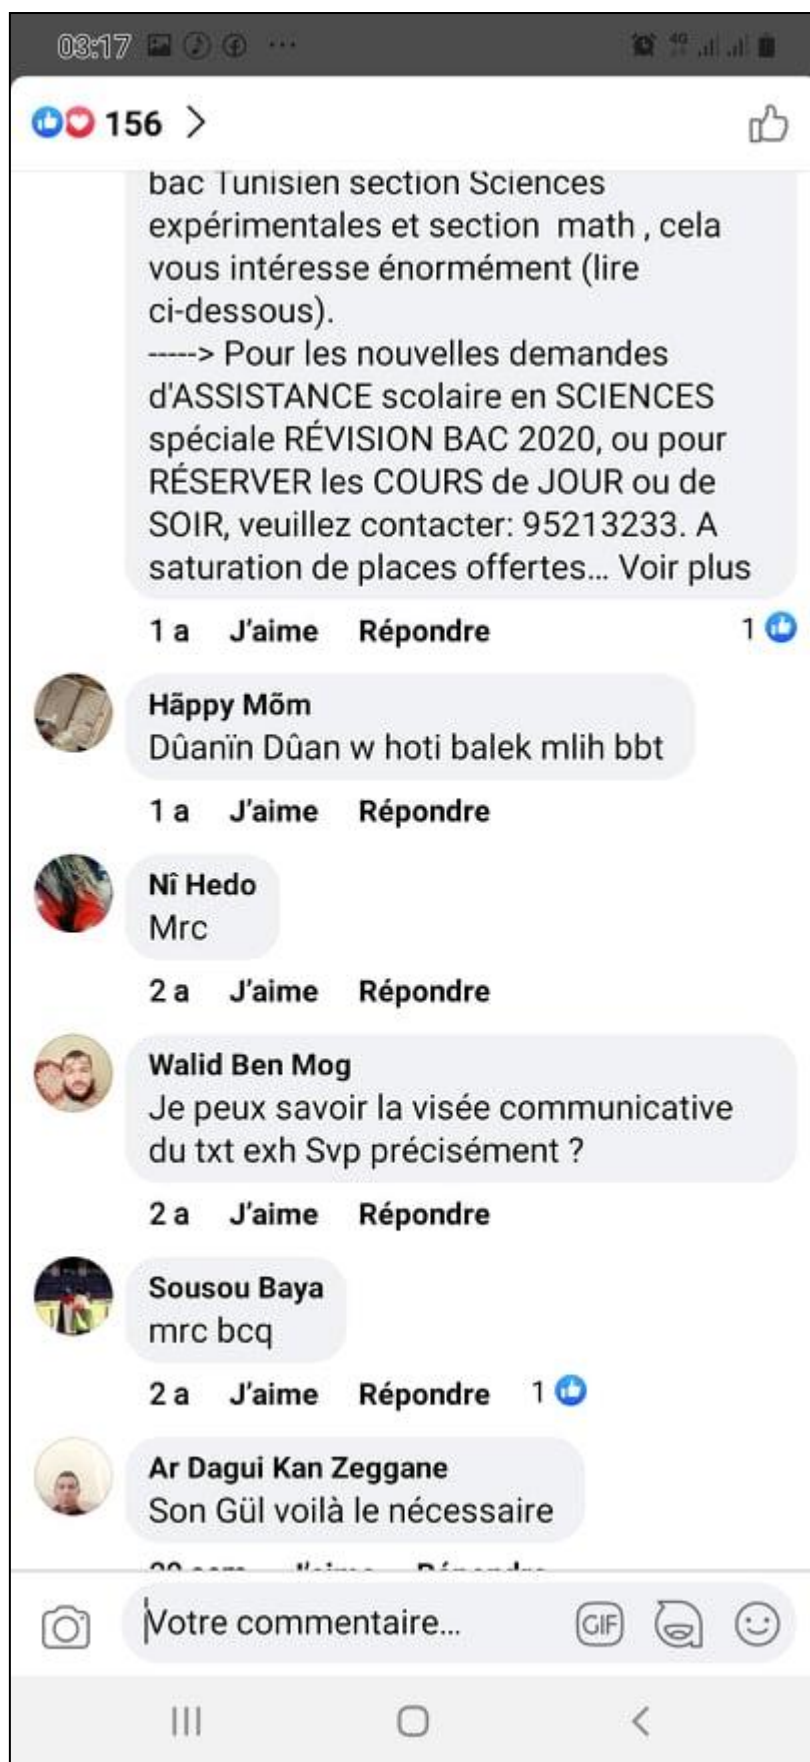 03:17
4G
156
bac Tunisien section Sciences
expérimentales et section math , cela
vous intéresse énormément (lire
ci-dessous).
-----> Pour les nouvelles demandes
d'ASSISTANCE scolaire en SCIENCES
spéciale RÉVISION BAC 2020, ou pour
RÉSERVER les COURS de JOUR ou de
SOIR, veuillez contacter: 95213233. A
saturation de places offertes... Voir plus
1 a J'aime Répondre 1
Hãppy Mõm
Dûanïn Dûan w hoti balek mlih bbt
1 a J'aime Répondre
Nî Hedo
Mrc
2 a J'aime Répondre
Walid Ben Mog
Je peux savoir la visée communicative
du txt exh Svp précisément ?
2 a J'aime Répondre
Sousou Baya
mrc bcq
2 a J'aime Répondre 1
Ar Dagui Kan Zeggane
Son Gül voilà le nécessaire
J'aime Répondre
Votre commentaire...
GIF